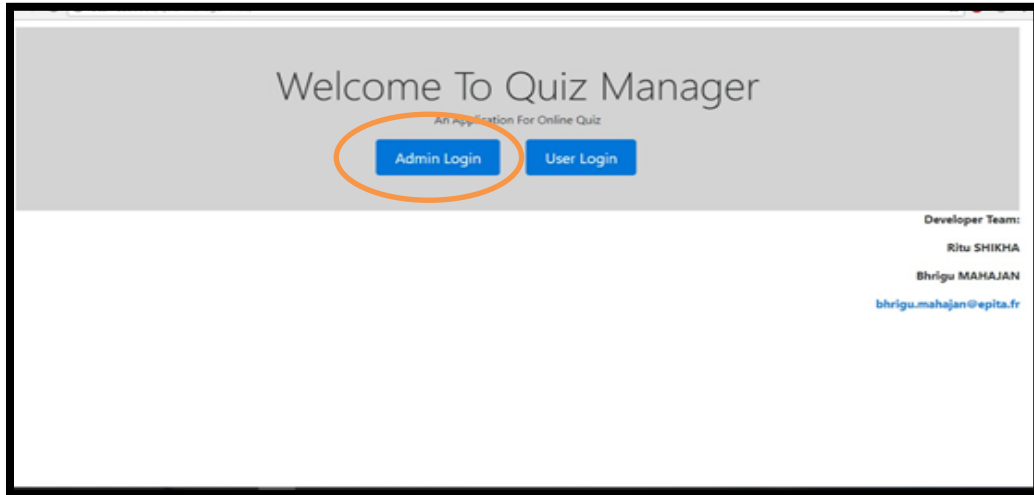 Welcome To Quiz Manager
An Application For Online Quiz
Admin Login User Login
Developer Team:
Ritu SHIKHA
Bhrigu MAHAJAN
bhrigu.mahajan@epita.fr